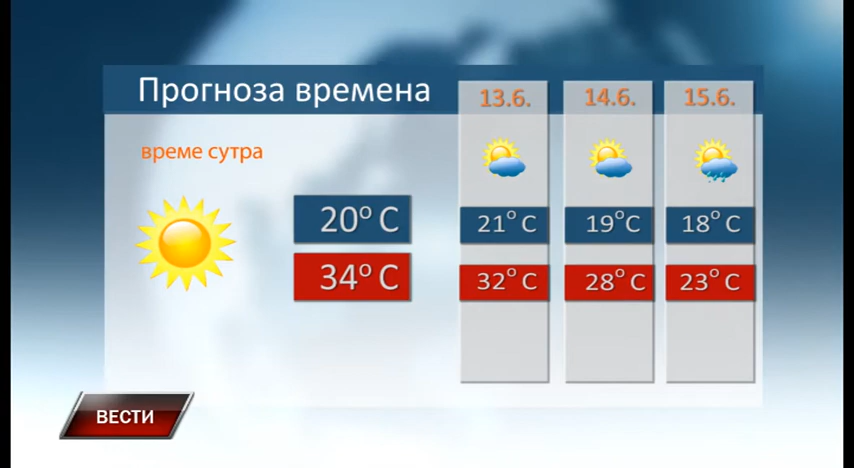 Прогноза времена
време сутра
20° C
34° C
13.6.
21° C
32° C
14.6.
19°C
28° C
15.6.
18° C
23° C
ВЕСТИ